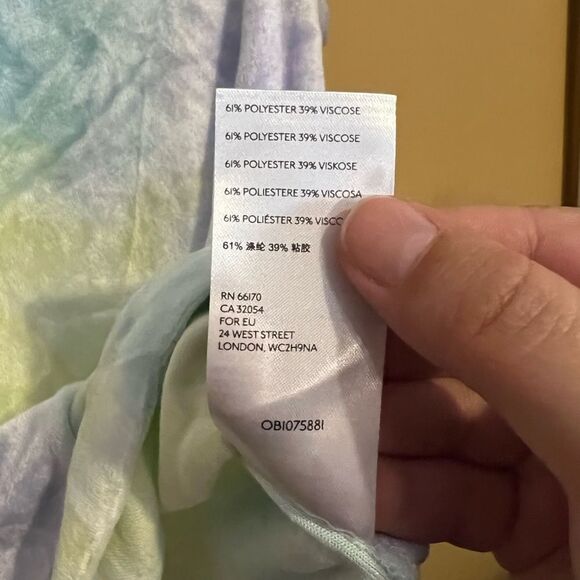 61% POLYESTER 39% VISCOSE
61% POLYESTER 39% VISCOSE
61% POLYESTER 39% VISKOSE
61% POLIESTERE 39% VISCOSA
61% POLIÉSTER 39%
61% 涤纶 39% 粘胶
RN 66170
CA 32054
FOR EU
24 WEST STREET
LONDON, WC2H9NA
OB1075881